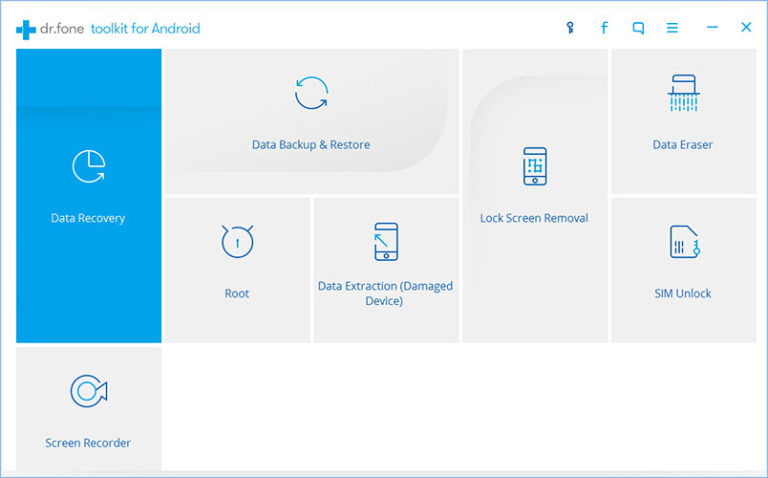 dr.fone toolkit for Android
Data Recovery
Data Backup & Restore
Lock Screen Removal
Data Eraser
Root
Data Extraction (Damaged
Device)
SIM Unlock
Screen Recorder